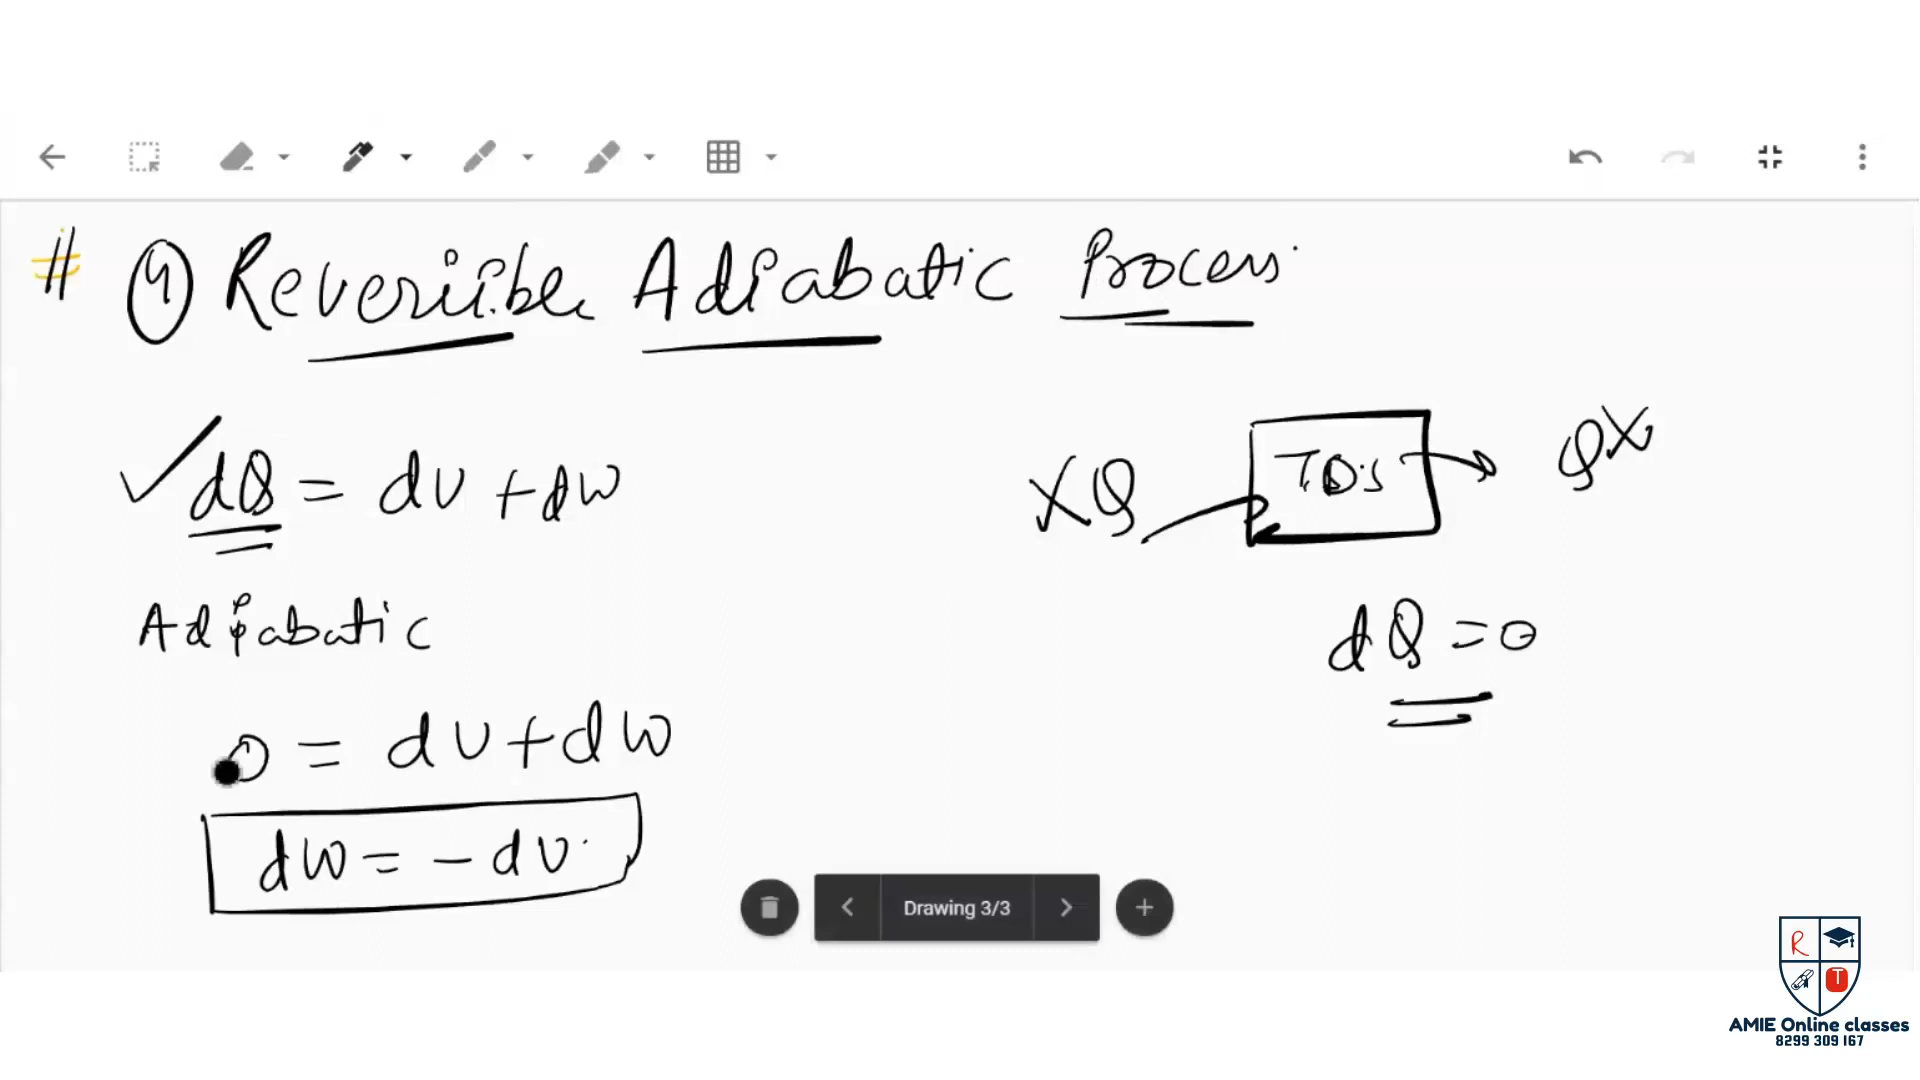 # ④ Reversible Adiabatic Process
dQ = dU + dW
XQ TDS QX
Adiabatic
dQ = 0
0 = dU + dW
dW = - dU
Drawing 3/3
R
T
AMIE Online classes
8299 309 167